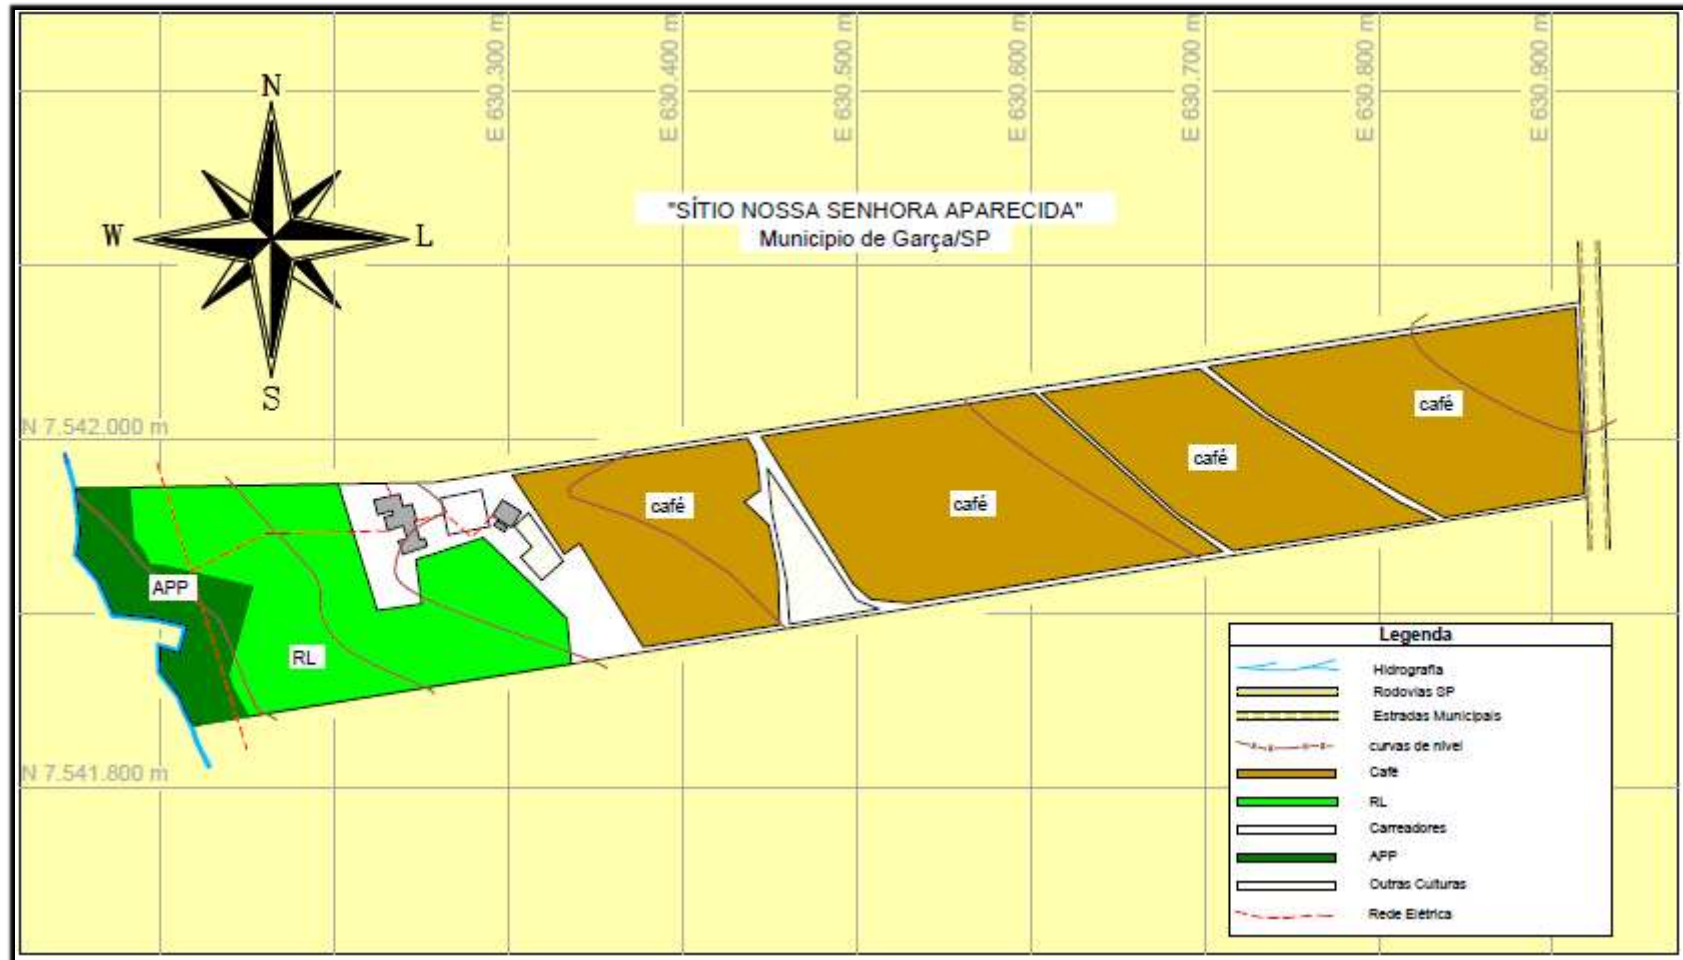 E 630.300 m
E 630.400 m
E 630.500 m
E 630.600 m
E 630.700 m
E 630.800 m
E 630.900 m
N
W
L
S
"SÍTIO NOSSA SENHORA APARECIDA"
Municipio de Garça/SP
N 7.542.000 m
café
café
café
café
APP
RL
N 7.541.800 m
Legenda
Hidrografia
Rodovias SP
Estradas Municipais
curvas de nível
Café
RL
Carreadores
APP
Outras Culturas
Rede Elétrica